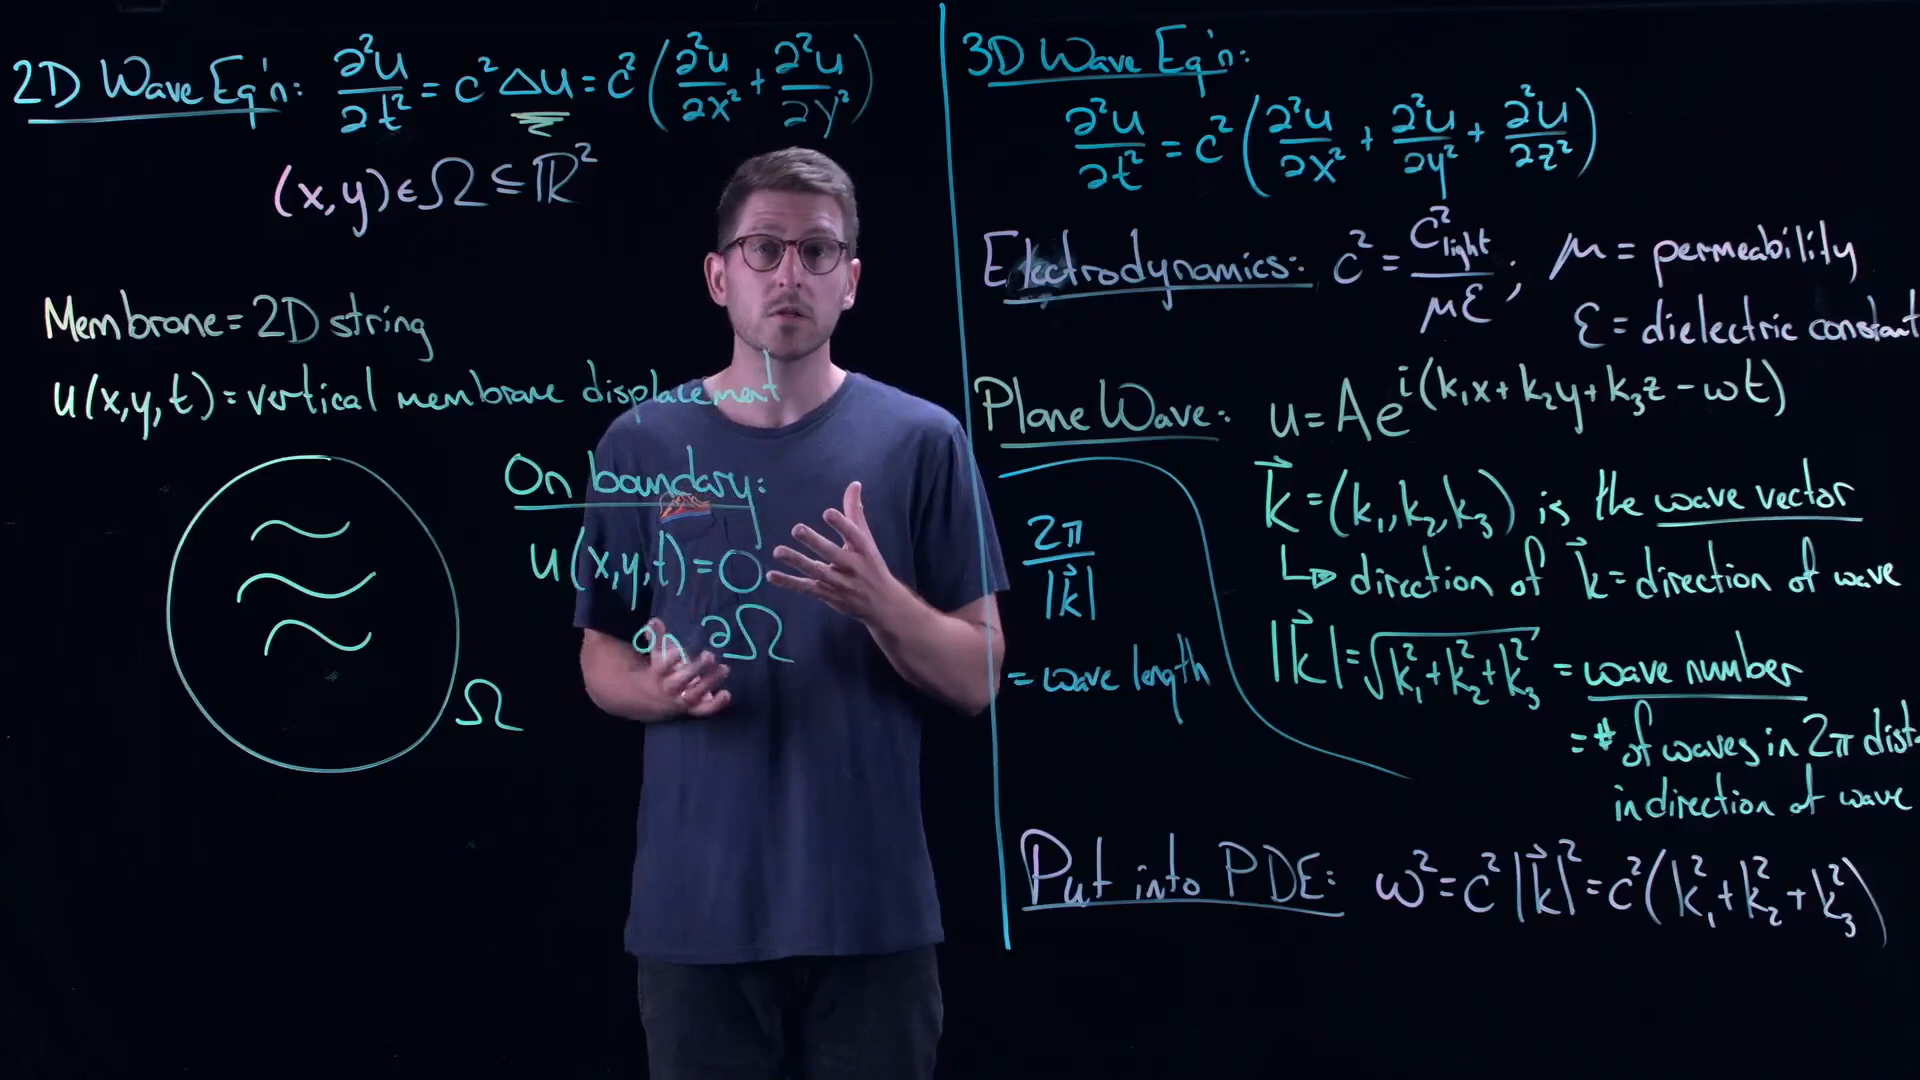 2D Wave Eq'n: ∂²u/∂t² = c² Δu = c² (∂²u/∂x² + ∂²u/∂y²)
(x,y) ∈ Ω ⊆ ℝ²
Membrane = 2D string
u(x,y,t) = vertical membrane displacement
On boundary:
u(x,y,t) = 0
on ∂Ω
Ω
3D Wave Eq'n:
∂²u/∂t² = c² (∂²u/∂x² + ∂²u/∂y² + ∂²u/∂z²)
Electrodynamics: c² = c²light/με ; μ = permeability
ε = dielectric constant
Plane Wave: u = Ae^i(k₁x + k₂y + k₃z - ωt)
k⃗ = (k₁, k₂, k₃) is the wave vector
↳ direction of k⃗ = direction of wave
|k⃗| = √k₁² + k₂² + k₃² = wave number
= # of waves in 2π dist
in direction of wave
2π/|k⃗|
= wave length
Put into PDE: ω² = c² |k⃗|² = c² (k₁² + k₂² + k₃²)